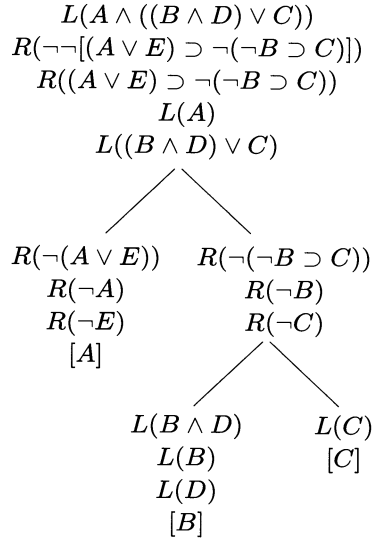 L(A ∧ ((B ∧ D) ∨ C))
R(¬¬[(A ∨ E) ⊃ ¬(¬B ⊃ C)])
R((A ∨ E) ⊃ ¬(¬B ⊃ C))
L(A)
L((B ∧ D) ∨ C)
R(¬(A ∨ E)) R(¬(¬B ⊃ C))
R(¬A) R(¬B)
R(¬E) R(¬C)
[A]
L(B ∧ D) L(C)
L(B) [C]
L(D)
[B]